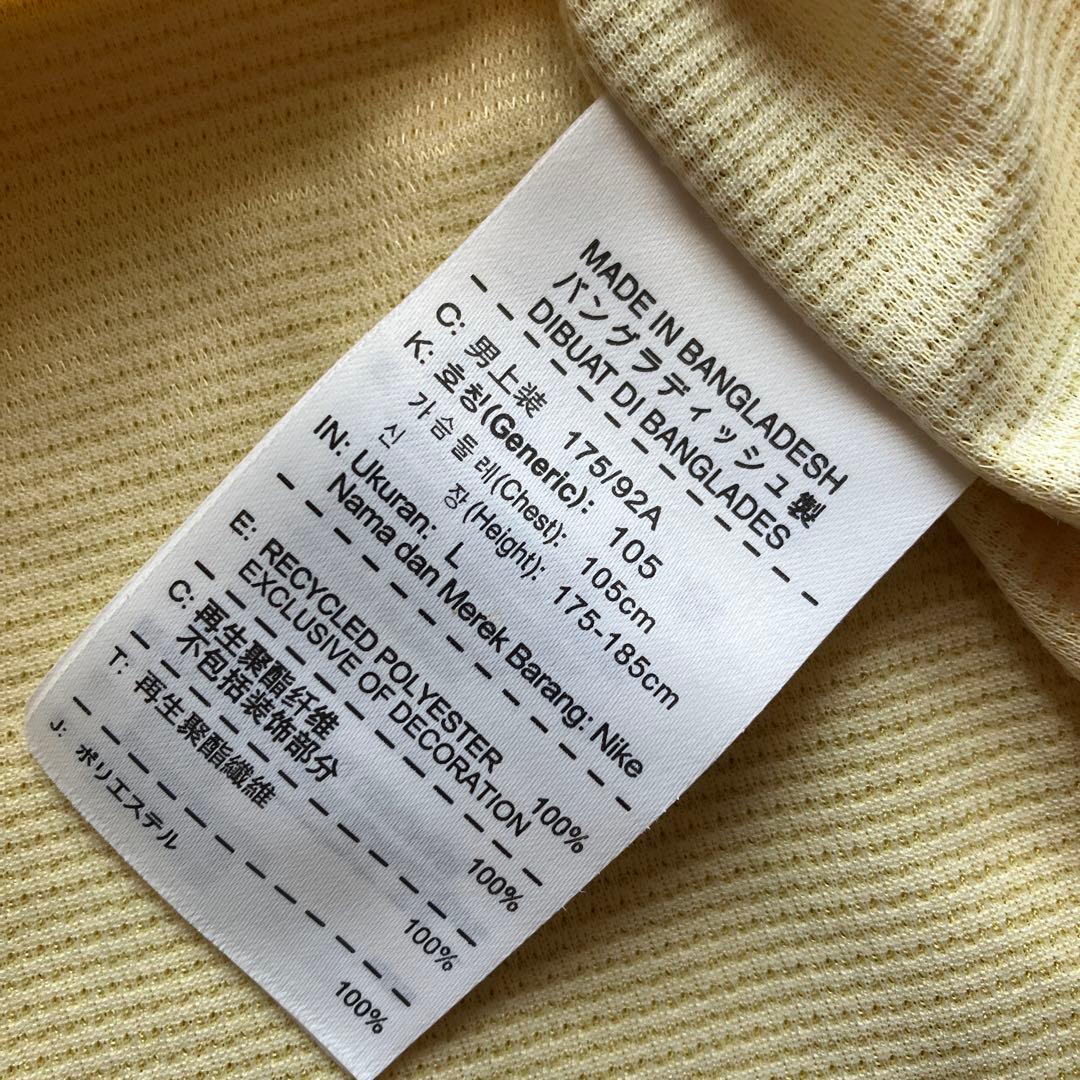 MADE IN BANGLADESH
バングラディッシュ製
DIBUAT DI BANGLADES
C: 男上装 175/92A
K: 호칭(Generic): 105
가슴둘레(Chest): 105cm
신 장(Height): 175-185cm
IN: Ukuran: L
Nama dan Merek Barang: Nike
E: RECYCLED POLYESTER 100%
EXCLUSIVE OF DECORATION
C: 再生聚酯纤维 100%
不包括装饰部分
T: 再生聚酯纖維 100%
J: ポリエステル 100%